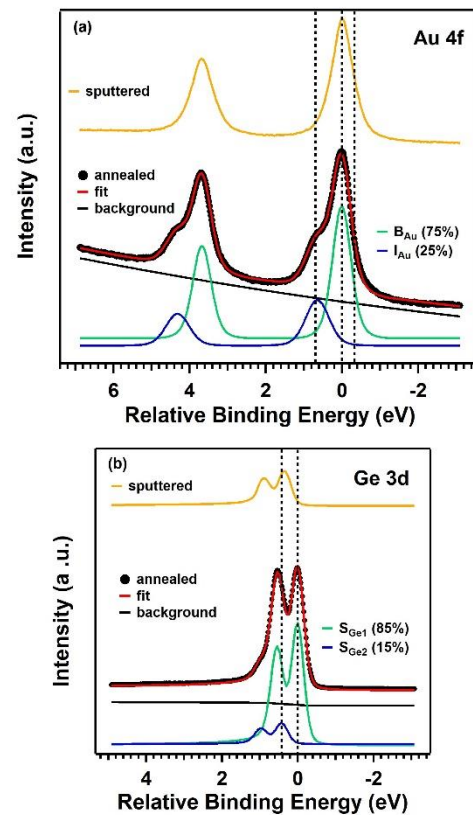 (a)
Au 4f
sputtered
annealed
fit
background
B_Au (75%)
I_Au (25%)
Intensity (a.u.)
6 4 2 0 -2
Relative Binding Energy (eV)
(b)
Ge 3d
sputtered
annealed
fit
background
S_Ge1 (85%)
S_Ge2 (15%)
Intensity (a .u.)
4 2 0 -2
Relative Binding Energy (eV)